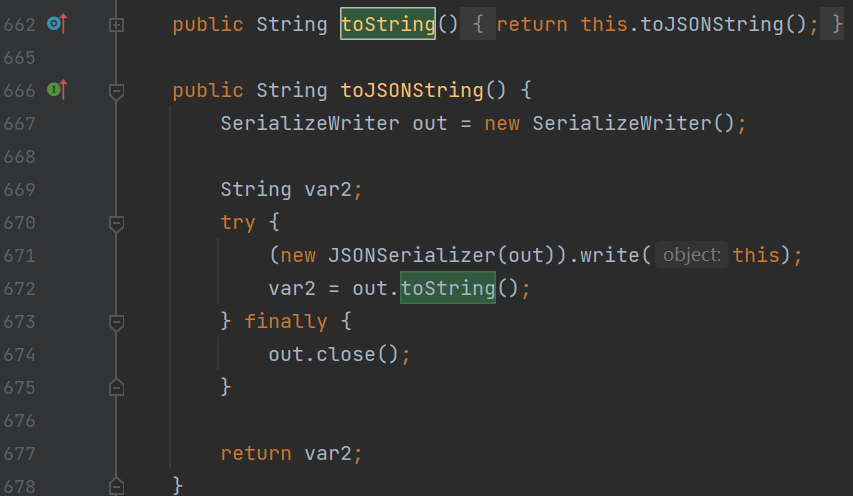 662 public String toString() { return this.toJSONString(); }
665
666 public String toJSONString() {
667 SerializeWriter out = new SerializeWriter();
668
669 String var2;
670 try {
671 (new JSONSerializer(out)).write( object: this);
672 var2 = out.toString();
673 } finally {
674 out.close();
675 }
676
677 return var2;
678 }